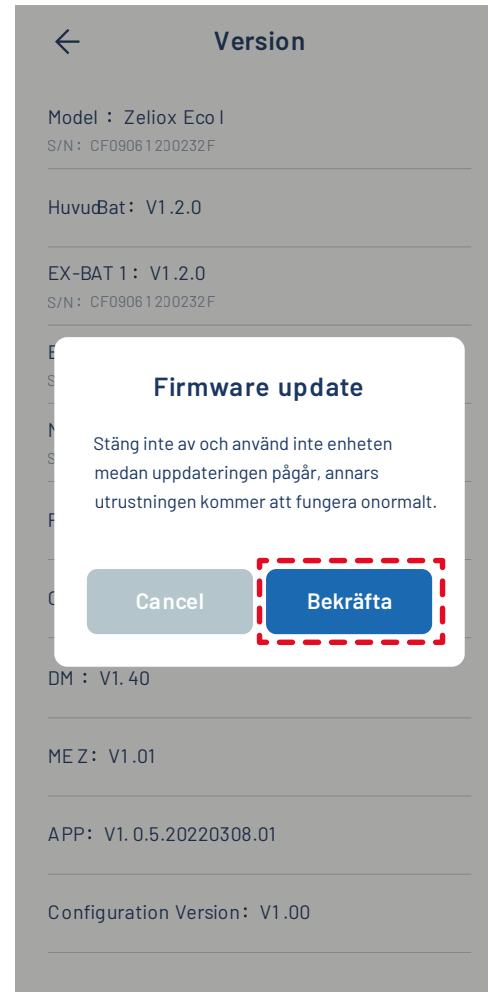 Version
Model : Zeliox Eco I
S/N : CF09061200232F
HuvudBat: V1.2.0
EX-BAT 1 : V1.2.0
S/N : CF09061200232F
Firmware update
Stäng inte av och använd inte enheten
medan uppdateringen pågår, annars
utrustningen kommer att fungera onormalt.
Cancel
Bekräfta
DM : V1.40
MEZ: V1.01
APP: V1.0.5.20220308.01
Configuration Version: V1.00